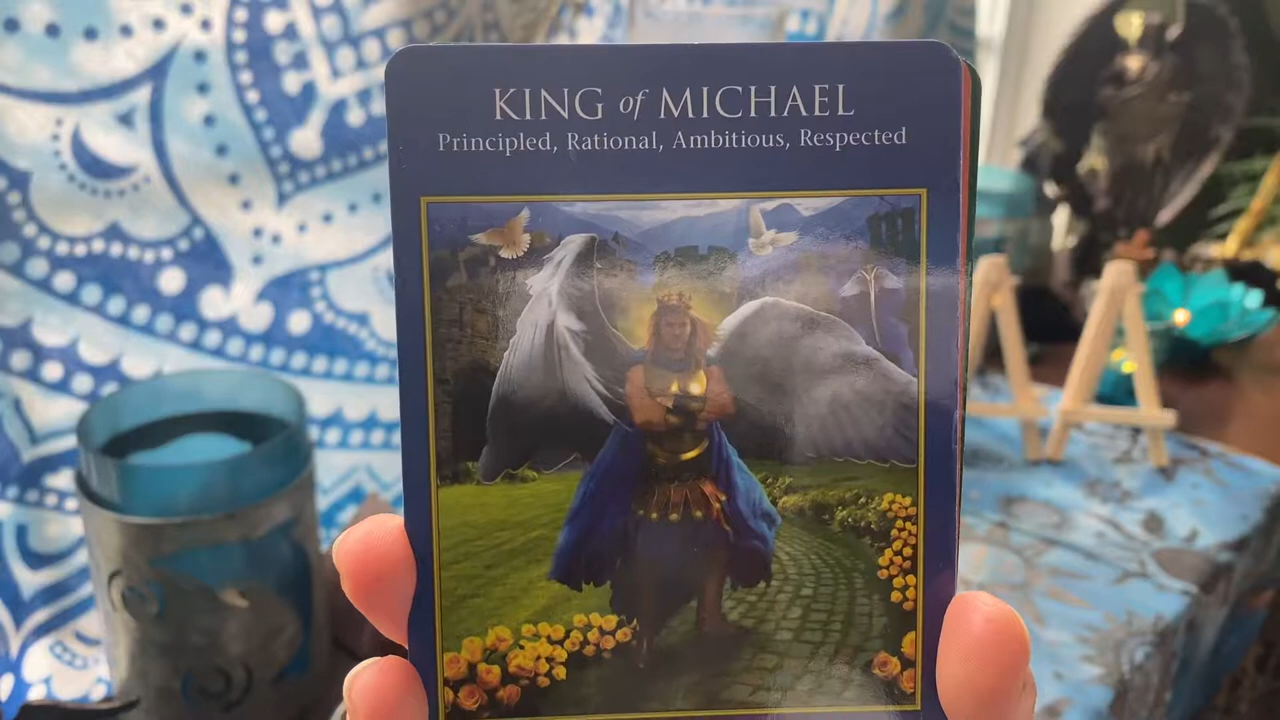 KING of MICHAEL
Principled, Rational, Ambitious, Respected